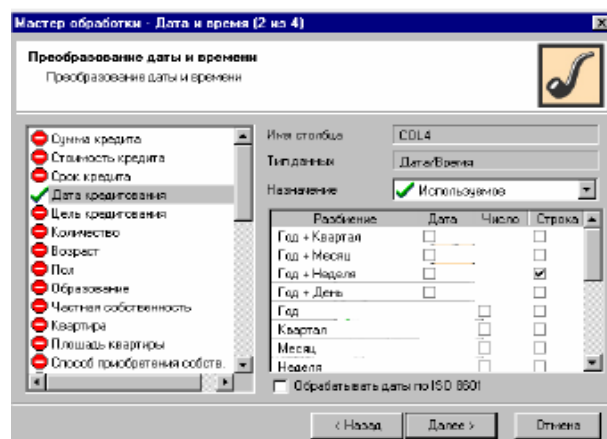 Мастер обработки - Дата и время (2 из 4)
Преобразование даты и времени
Преобразование даты и времени
Сумма кредита
Стоимость кредита
Срок кредита
Дата кредитования
Цель кредитования
Количество
Возраст
Пол
Образование
Частная собственность
Квартира
Площадь квартиры
Способ приобретения собств.
Имя столбца COL4
Тип данных Дата/Время
Назначение Используемое
Разбиение Дата Число Строка
Год + Квартал
Год + Месяц
Год + Неделя
Год + День
Год
Квартал
Месяц
Неделя
Обрабатывать даты по ISO 8601
< Назад Далее > Отмена